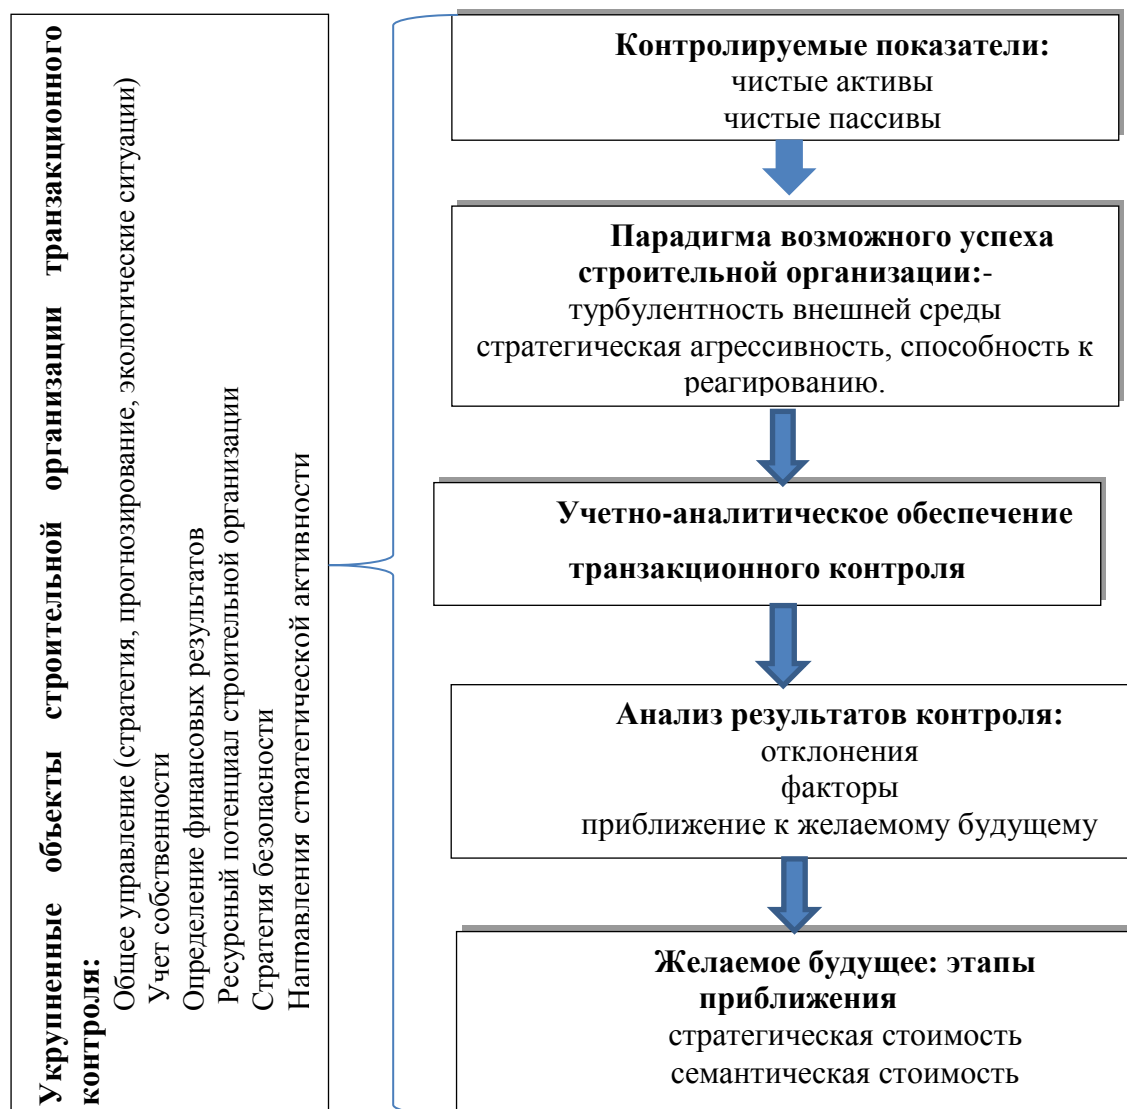 Укрупненные объекты строительной организации транзакционного
контроля:
Общее управление (стратегия, прогнозирование, экологические ситуации)
Учет собственности
Определение финансовых результатов
Ресурсный потенциал строительной организации
Стратегия безопасности
Направления стратегической активности
Контролируемые показатели:
чистые активы
чистые пассивы
Парадигма возможного успеха
строительной организации:-
турбулентность внешней среды
стратегическая агрессивность, способность к
реагированию.
Учетно-аналитическое обеспечение
транзакционного контроля
Анализ результатов контроля:
отклонения
факторы
приближение к желаемому будущему
Желаемое будущее: этапы
приближения
стратегическая стоимость
семантическая стоимость